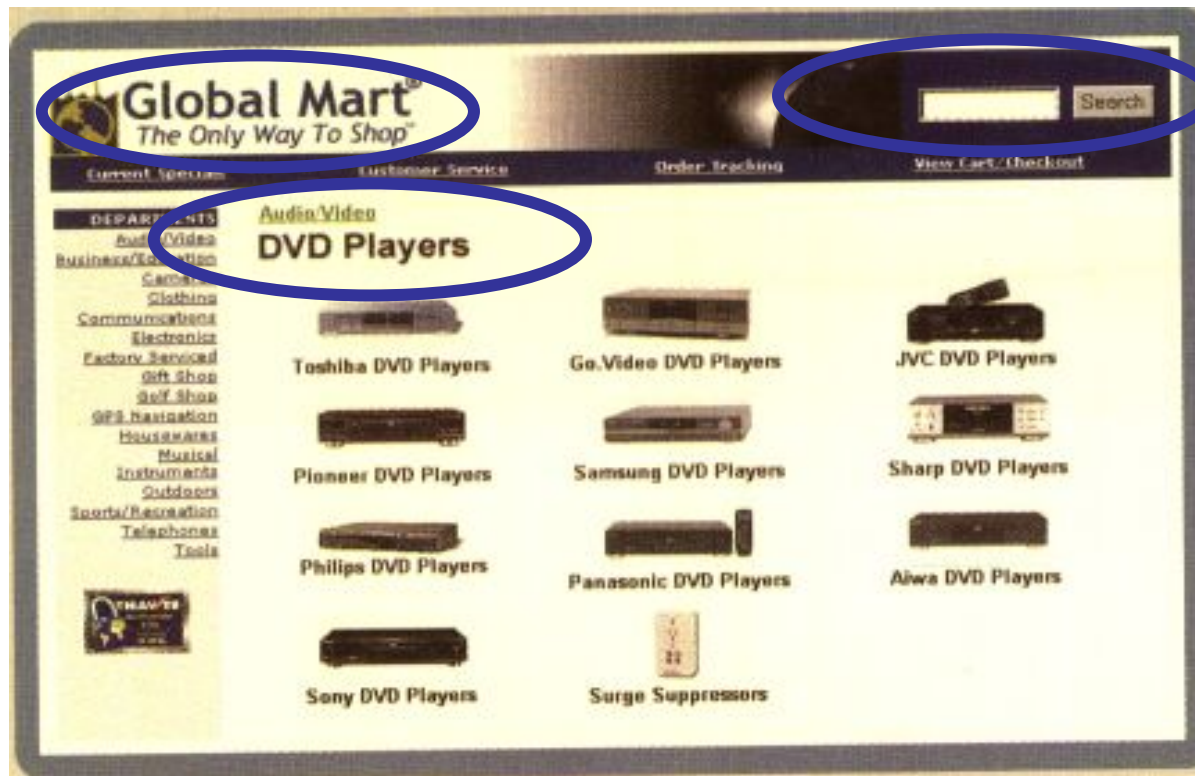 Global Mart®
The Only Way To Shop™
Search
Current Specials
Customer Service
Order Tracking
View Cart/Checkout
DEPARTMENTS
Audio/Video
Business/Education
Cameras
Clothing
Communications
Electronics
Factory Serviced
Gift Shop
Golf Shop
GPS Navigation
Housewares
Musical
Instruments
Outdoors
Sports/Recreation
Telephones
Tools
Audio/Video
DVD Players
Toshiba DVD Players
Go.Video DVD Players
JVC DVD Players
Pioneer DVD Players
Samsung DVD Players
Sharp DVD Players
Philips DVD Players
Panasonic DVD Players
Aiwa DVD Players
Sony DVD Players
Surge Suppressors